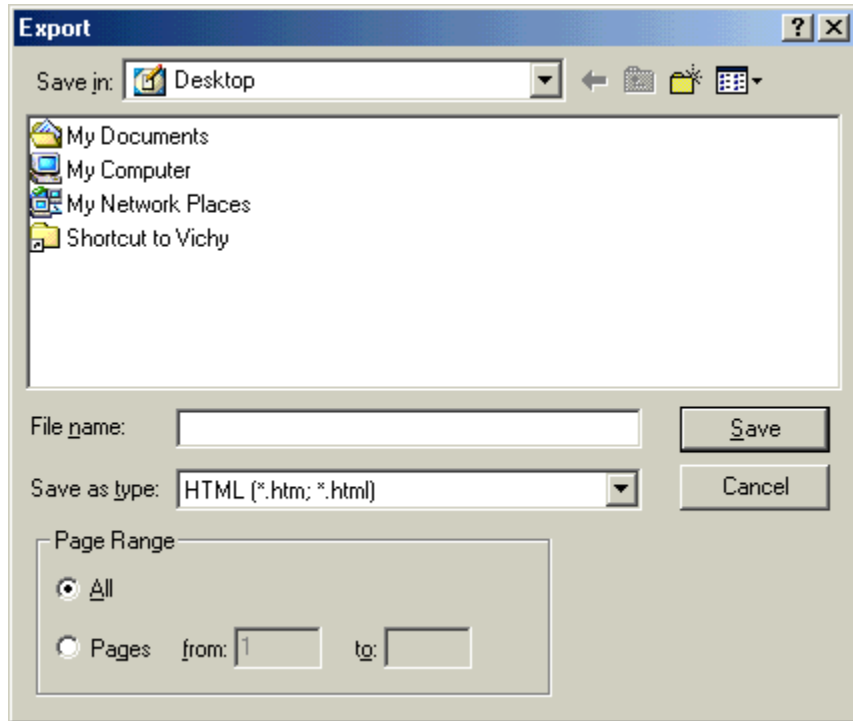 Export
Save in: Desktop
My Documents
My Computer
My Network Places
Shortcut to Vichy
File name: Save
Save as type: HTML (*.htm; *.html) Cancel
Page Range
All
Pages from: 1 to: